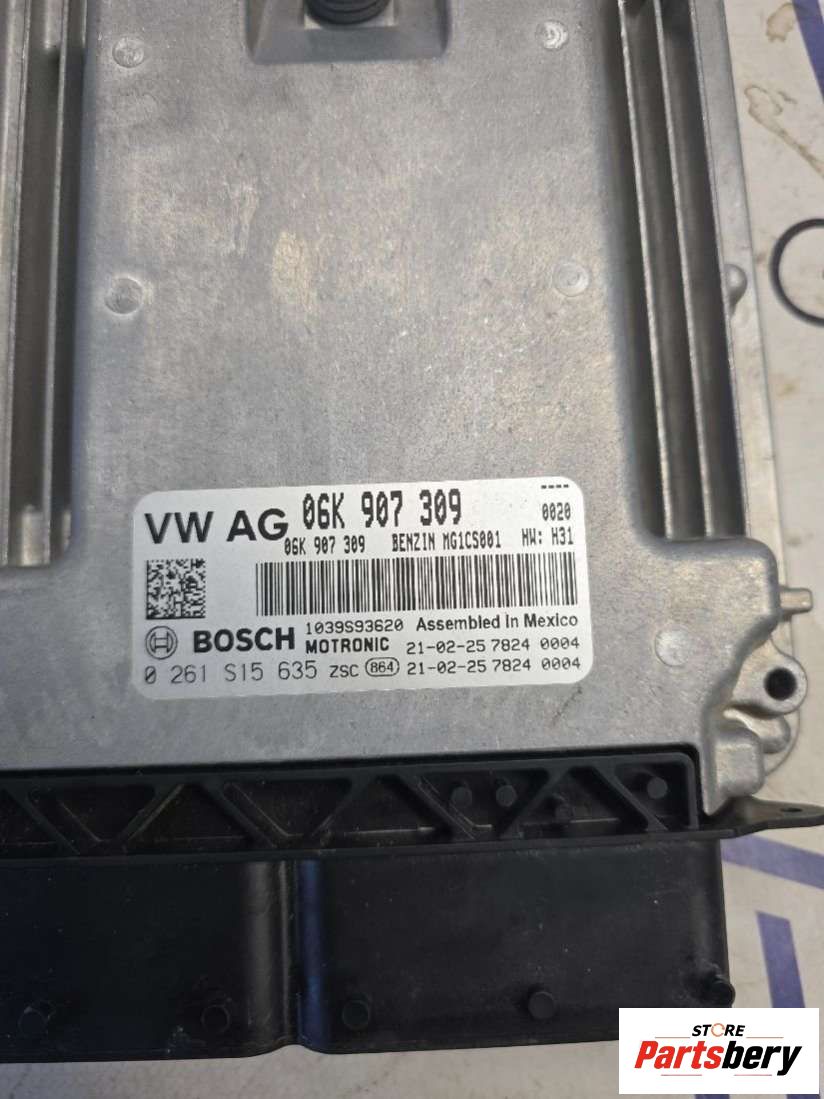 ----
VW AG 06K 907 309 0020
06K 907 309 BENZIN MG1CS001 HW: H31
1039S93620 Assembled in Mexico
BOSCH MOTRONIC 21-02-25 7824 0004
0 261 S15 635 ZSC 864 21-02-25 7824 0004
STORE
Partsbery